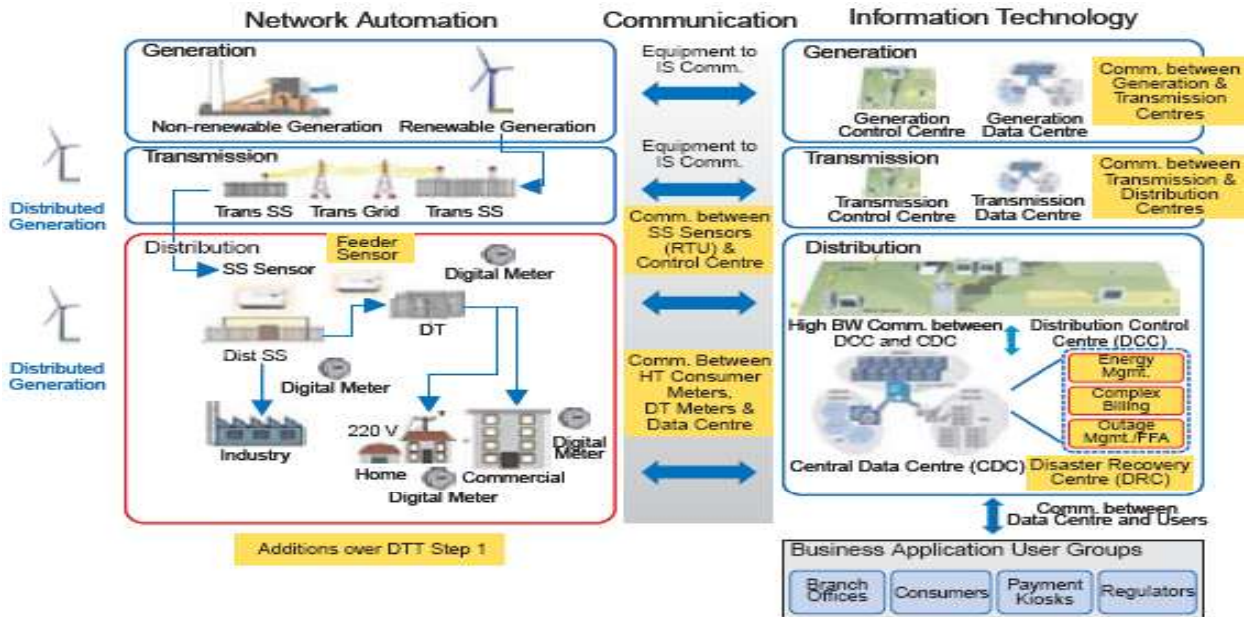 Network Automation
Communication
Information Technology
Generation
Non-renewable Generation
Renewable Generation
Transmission
Trans SS
Trans Grid
Trans SS
Distributed
Generation
Distribution
Feeder
Sensor
SS Sensor
Digital Meter
DT
Dist SS
Digital Meter
Distributed
Generation
Industry
220 V
Home
Digital Meter
Commercial
Digital
Meter
Additions over DTT Step 1
Equipment to
IS Comm.
Equipment to
IS Comm.
Comm. between
SS Sensors
(RTU) &
Control Centre
Comm. Between
HT Consumer
Meters,
DT Meters &
Data Centre
Generation
Generation
Control Centre
Generation
Data Centre
Comm. between
Generation &
Transmission
Centres
Transmission
Transmission
Control Centre
Transmission
Data Centre
Comm. between
Transmission &
Distribution
Centres
Distribution
High BW Comm. between
DCC and CDC
Distribution Control
Centre (DCC)
Energy
Mgmt.
Complex
Billing
Outage
Mgmt./FFA
Central Data Centre (CDC)
Disaster Recovery
Centre (DRC)
Comm. between
Data Centre and Users
Business Application User Groups
Branch
Offices
Consumers
Payment
Kiosks
Regulators